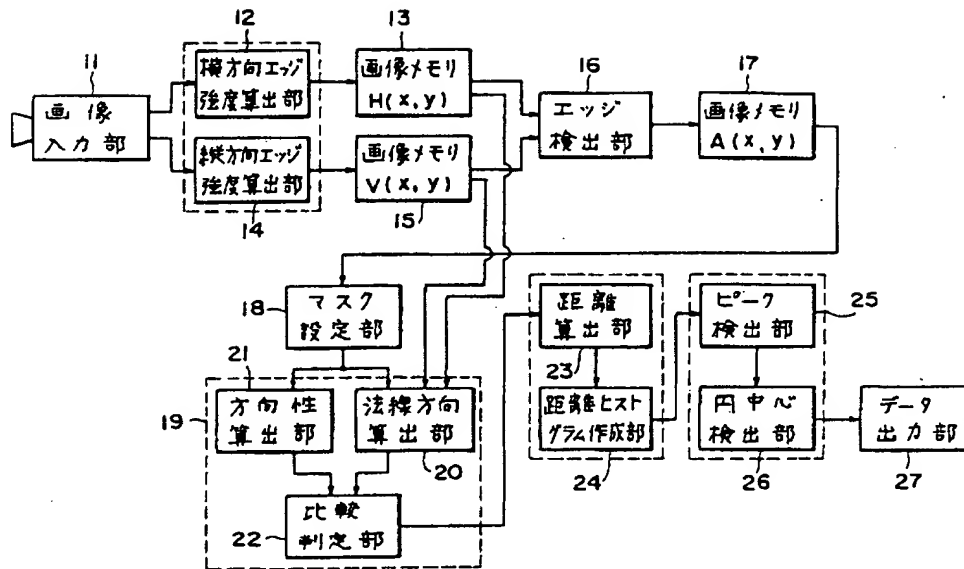 11
画像
入力部
12
横方向エッジ
強度算出部
縦方向エッジ
強度算出部
14
13
画像メモリ
H(x,y)
画像メモリ
V(x,y)
15
16
エッジ
検出部
17
画像メモリ
A(x,y)
18
マスク
設定部
19
21
方向性
算出部
法線方向
算出部
20
22
比較
判定部
距離
算出部
23
距離ヒスト
グラム作成部
24
ピーク
検出部
25
円中心
検出部
26
データ
出力部
27